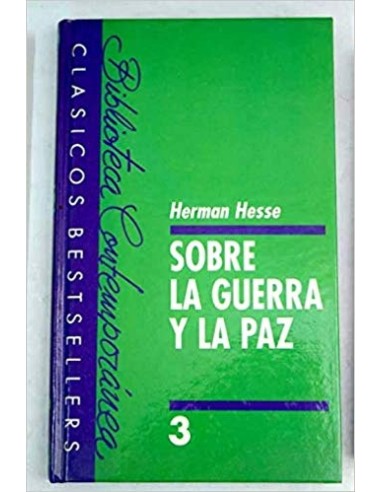 CLASICOS BESTSELLERS
Biblioteca Contemporánea
Herman Hesse
SOBRE
LA GUERRA
Y LA PAZ
3